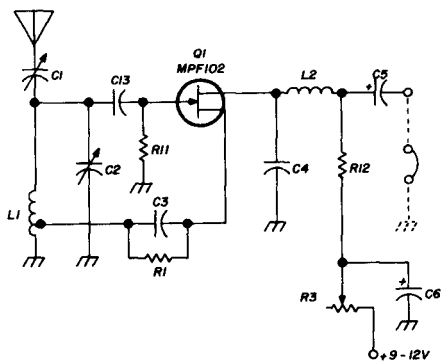 Q1
MPF102
C1
C13
L2
C5
+
R11
C2
C4
R12
L1
C3
R1
+
C6
R3
+9-12V